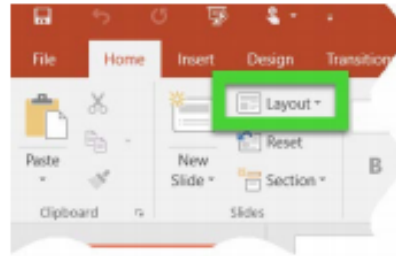 File Home Insert Design Transition
Layout
Reset
Paste New Slide Section B
Clipboard Slides